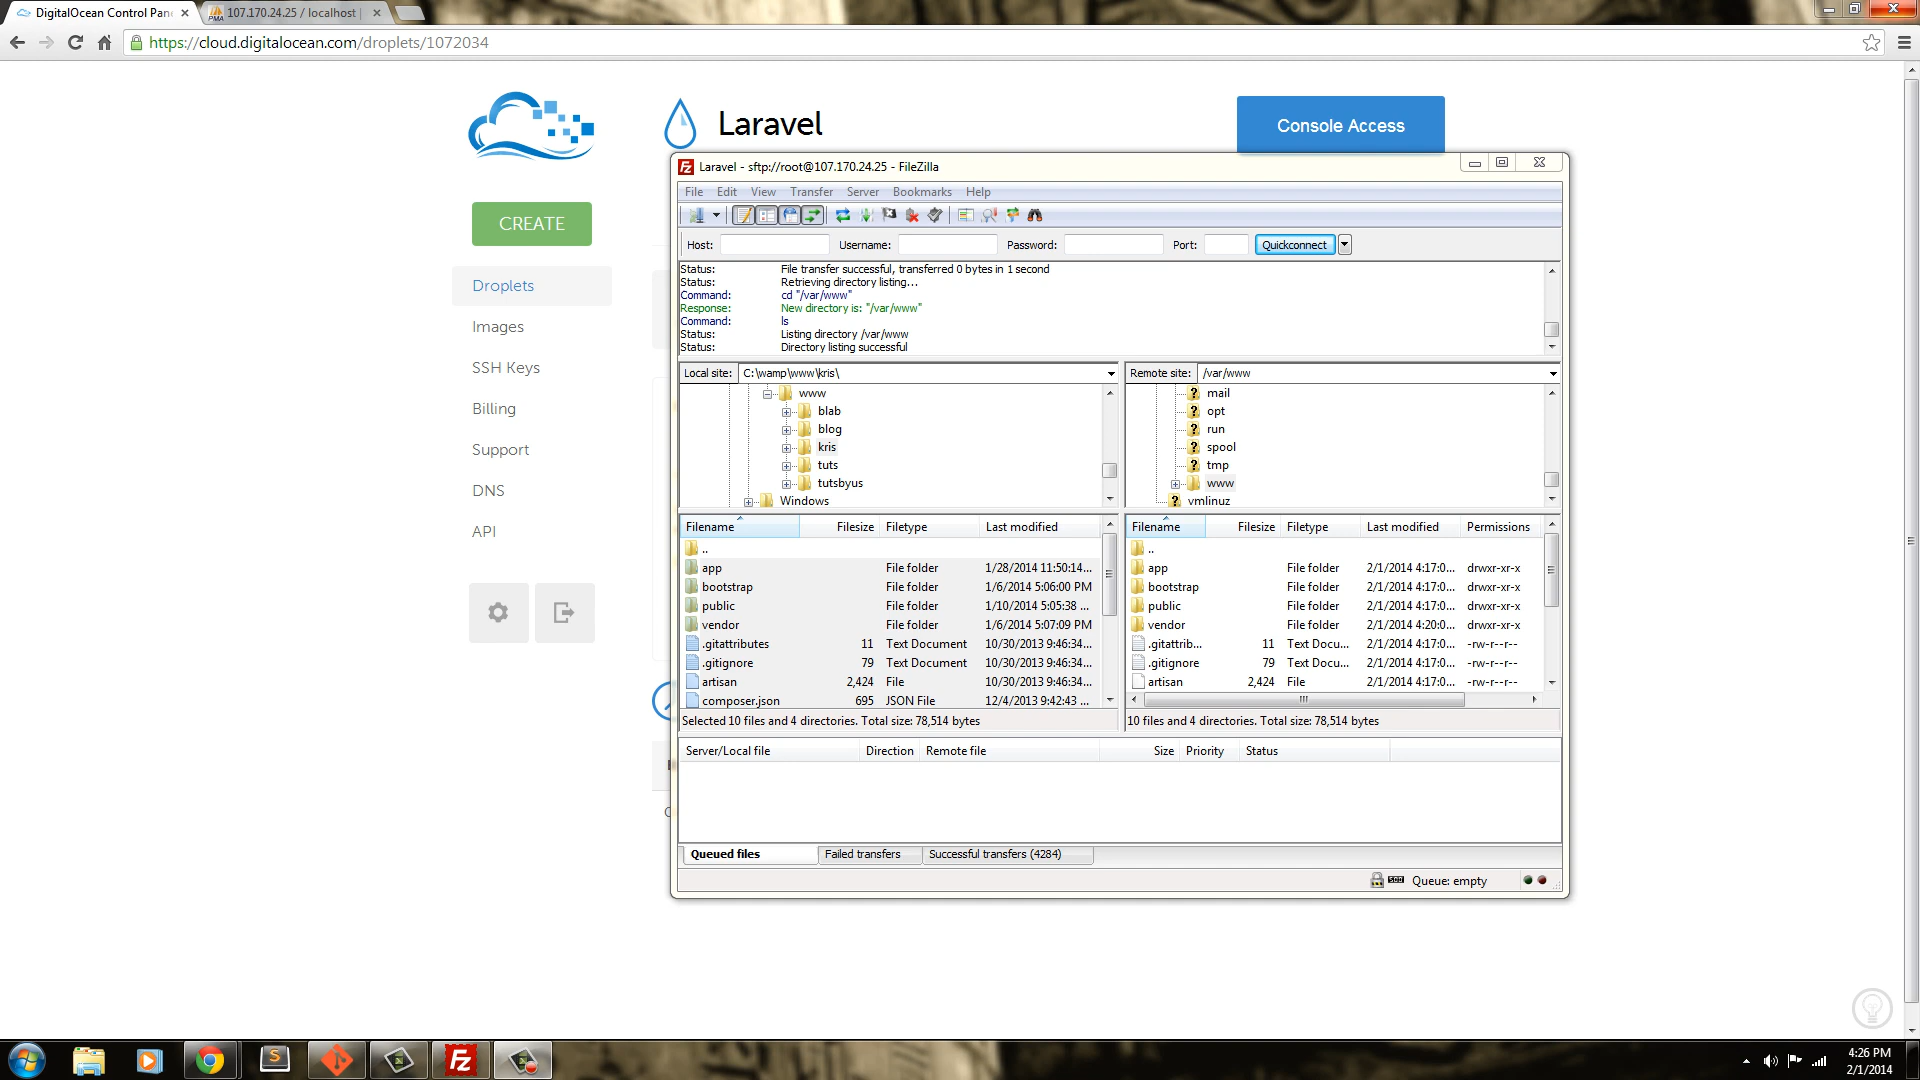 DigitalOcean Control Pan
107.170.24.25 / localhost |
https://cloud.digitalocean.com/droplets/1072034
Laravel
Console Access
CREATE
Droplets
Images
SSH Keys
Billing
Support
DNS
API
Laravel - sftp://root@107.170.24.25 - FileZilla
File Edit View Transfer Server Bookmarks Help
Host: Username: Password: Port: Quickconnect
Status: File transfer successful, transferred 0 bytes in 1 second
Status: Retrieving directory listing...
Command: cd "/var/www"
Response: New directory is: "/var/www"
Command: ls
Status: Listing directory /var/www
Status: Directory listing successful
Local site: C:\wamp\www\kris\
www
blab
blog
kris
tuts
tutsbyus
Windows
Remote site: /var/www
mail
opt
run
spool
tmp
www
vmlinuz
Filename Filesize Filetype Last modified
..
app File folder 1/28/2014 11:50:14...
bootstrap File folder 1/6/2014 5:06:00 PM
public File folder 1/10/2014 5:05:38 ...
vendor File folder 1/6/2014 5:07:09 PM
.gitattributes 11 Text Document 10/30/2013 9:46:34...
.gitignore 79 Text Document 10/30/2013 9:46:34...
artisan 2,424 File 10/30/2013 9:46:34...
composer.json 695 JSON File 12/4/2013 9:42:43 ...
Selected 10 files and 4 directories. Total size: 78,514 bytes
Filename Filesize Filetype Last modified Permissions
..
app File folder 2/1/2014 4:17:0... drwxr-xr-x
bootstrap File folder 2/1/2014 4:17:0... drwxr-xr-x
public File folder 2/1/2014 4:17:0... drwxr-xr-x
vendor File folder 2/1/2014 4:20:0... drwxr-xr-x
.gitattrib... 11 Text Docu... 2/1/2014 4:17:0... -rw-r--r--
.gitignore 79 Text Docu... 2/1/2014 4:17:0... -rw-r--r--
artisan 2,424 File 2/1/2014 4:17:0... -rw-r--r--
10 files and 4 directories. Total size: 78,514 bytes
Server/Local file Direction Remote file Size Priority Status
Queued files Failed transfers Successful transfers (4284)
Queue: empty
4:26 PM
2/1/2014